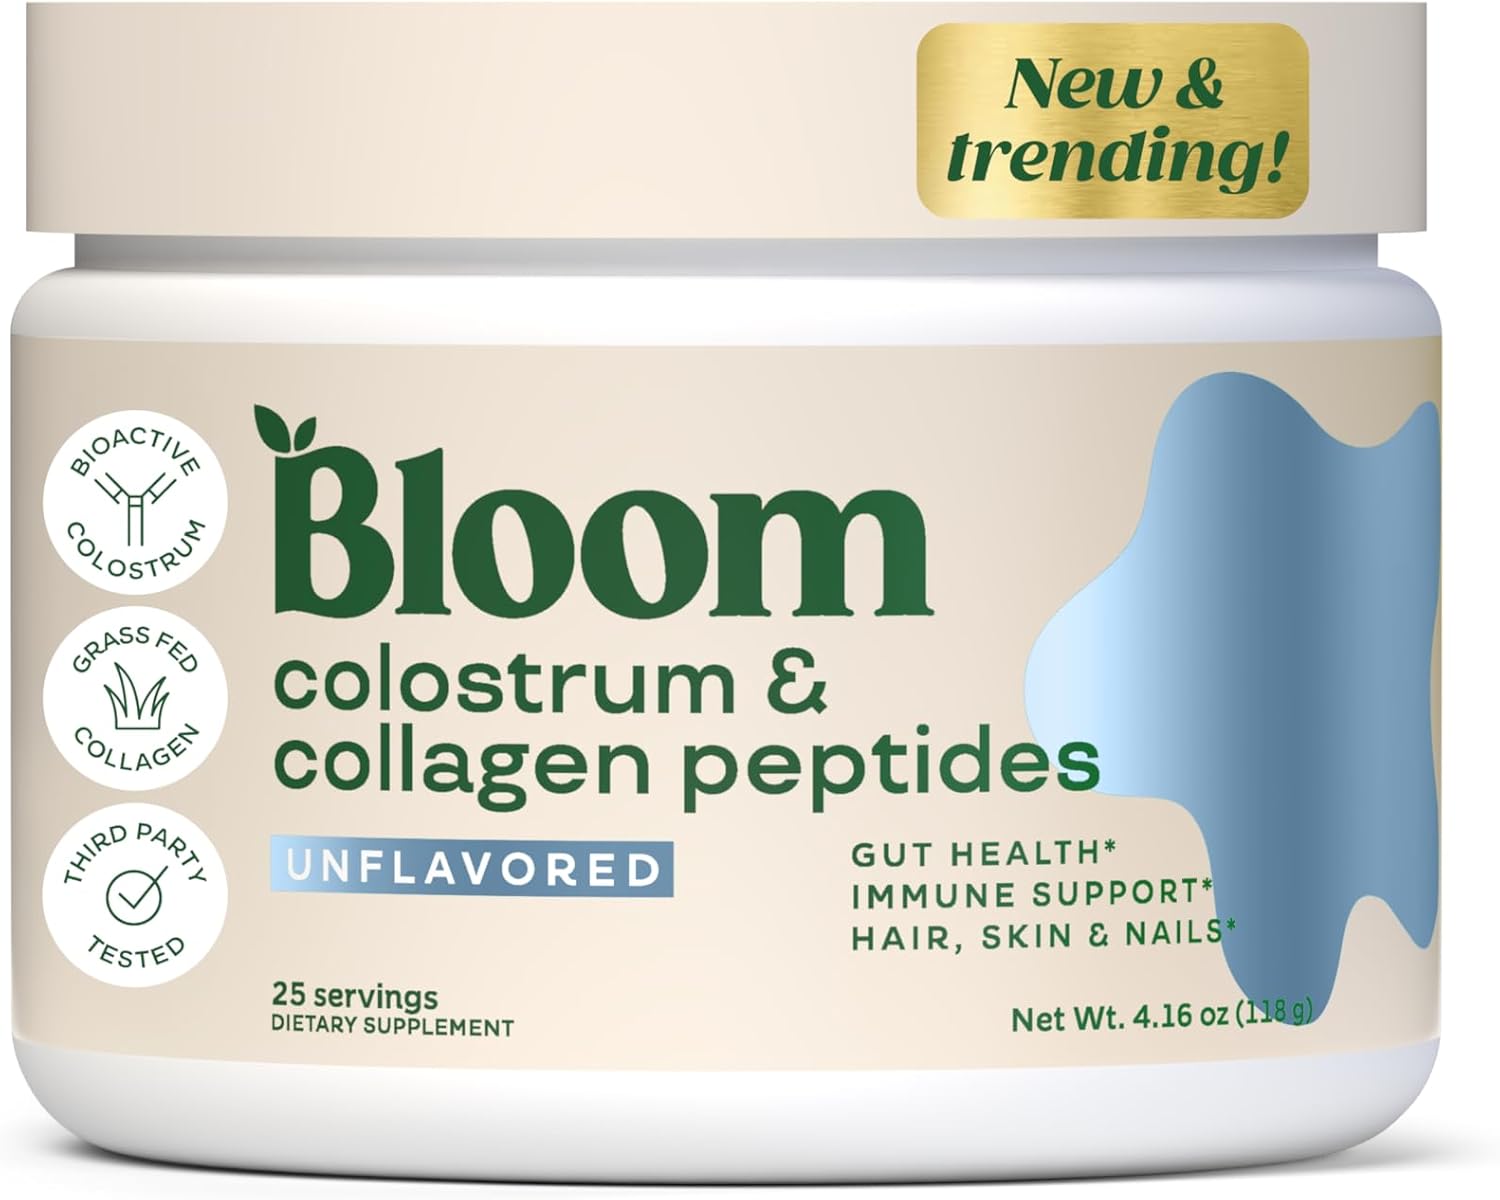 New &
trending!
BIOACTIVE
COLOSTRUM
GRASS FED
COLLAGEN
THIRD PARTY
TESTED
Bloom
colostrum &
collagen peptides
UNFLAVORED
GUT HEALTH*
IMMUNE SUPPORT*
HAIR, SKIN & NAILS*
25 servings
DIETARY SUPPLEMENT
Net Wt. 4.16 oz (118 g)